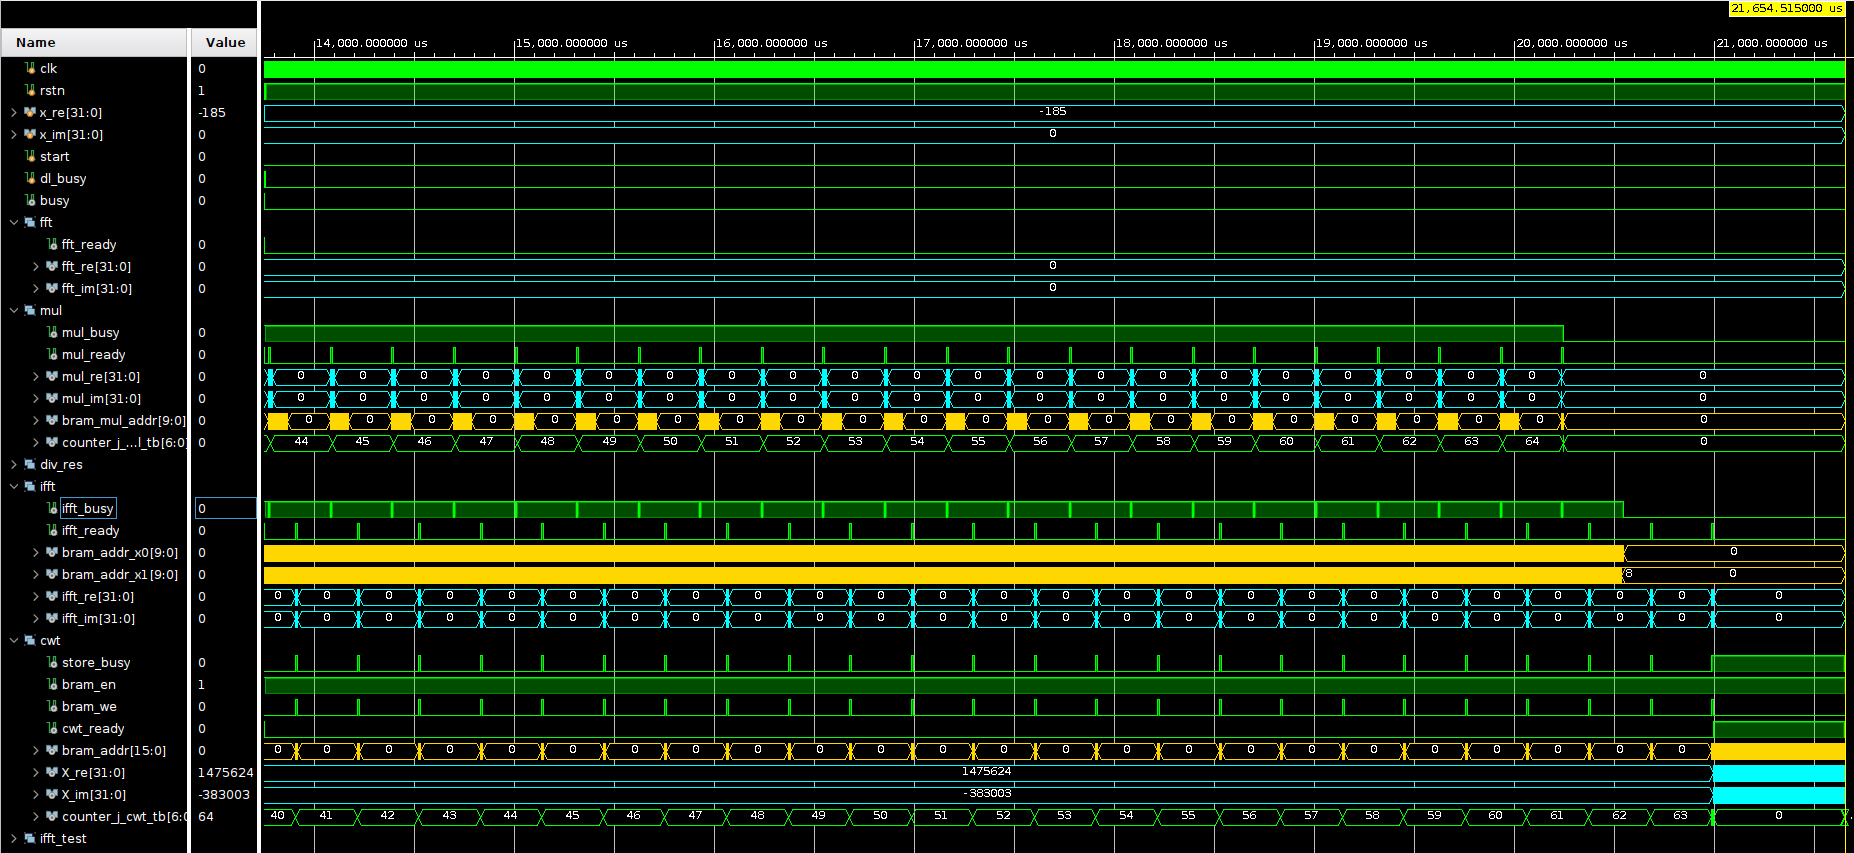 21,654.515000 us
Name Value
14,000.000000 us 15,000.000000 us 16,000.000000 us 17,000.000000 us 18,000.000000 us 19,000.000000 us 20,000.000000 us 21,000.000000 us
clk 0
rstn 1
x_re[31:0] -185 -185
x_im[31:0] 0 0
start 0
dl_busy 0
busy 0
fft
fft_ready 0
fft_re[31:0] 0 0
fft_im[31:0] 0 0
mul
mul_busy 0
mul_ready 0
mul_re[31:0] 0 0 0 0 0 0 0 0 0 0 0 0 0 0 0 0 0 0 0 0 0 0 0
mul_im[31:0] 0 0 0 0 0 0 0 0 0 0 0 0 0 0 0 0 0 0 0 0 0 0 0
bram_mul_addr[9:0] 0 0 0 0 0 0 0 0 0 0 0 0 0 0 0 0 0 0 0 0 0 0 0
counter_j_...l_tb[6:0] 0 44 45 46 47 48 49 50 51 52 53 54 55 56 57 58 59 60 61 62 63 64 0
div_res
ifft
ifft_busy 0
ifft_ready 0
bram_addr_x0[9:0] 0 0
bram_addr_x1[9:0] 0 8 0
ifft_re[31:0] 0 0 0 0 0 0 0 0 0 0 0 0 0 0 0 0 0 0 0 0 0 0 0 0 0 0
ifft_im[31:0] 0 0 0 0 0 0 0 0 0 0 0 0 0 0 0 0 0 0 0 0 0 0 0 0 0 0
cwt
store_busy 0
bram_en 1
bram_we 0
cwt_ready 0
bram_addr[15:0] 0 0 0 0 0 0 0 0 0 0 0 0 0 0 0 0 0 0 0 0 0 0 0 0 0
X_re[31:0] 1475624 1475624
X_im[31:0] -383003 -383003
counter_j_cwt_tb[6:0 64 40 41 42 43 44 45 46 47 48 49 50 51 52 53 54 55 56 57 58 59 60 61 62 63 0
ifft_test